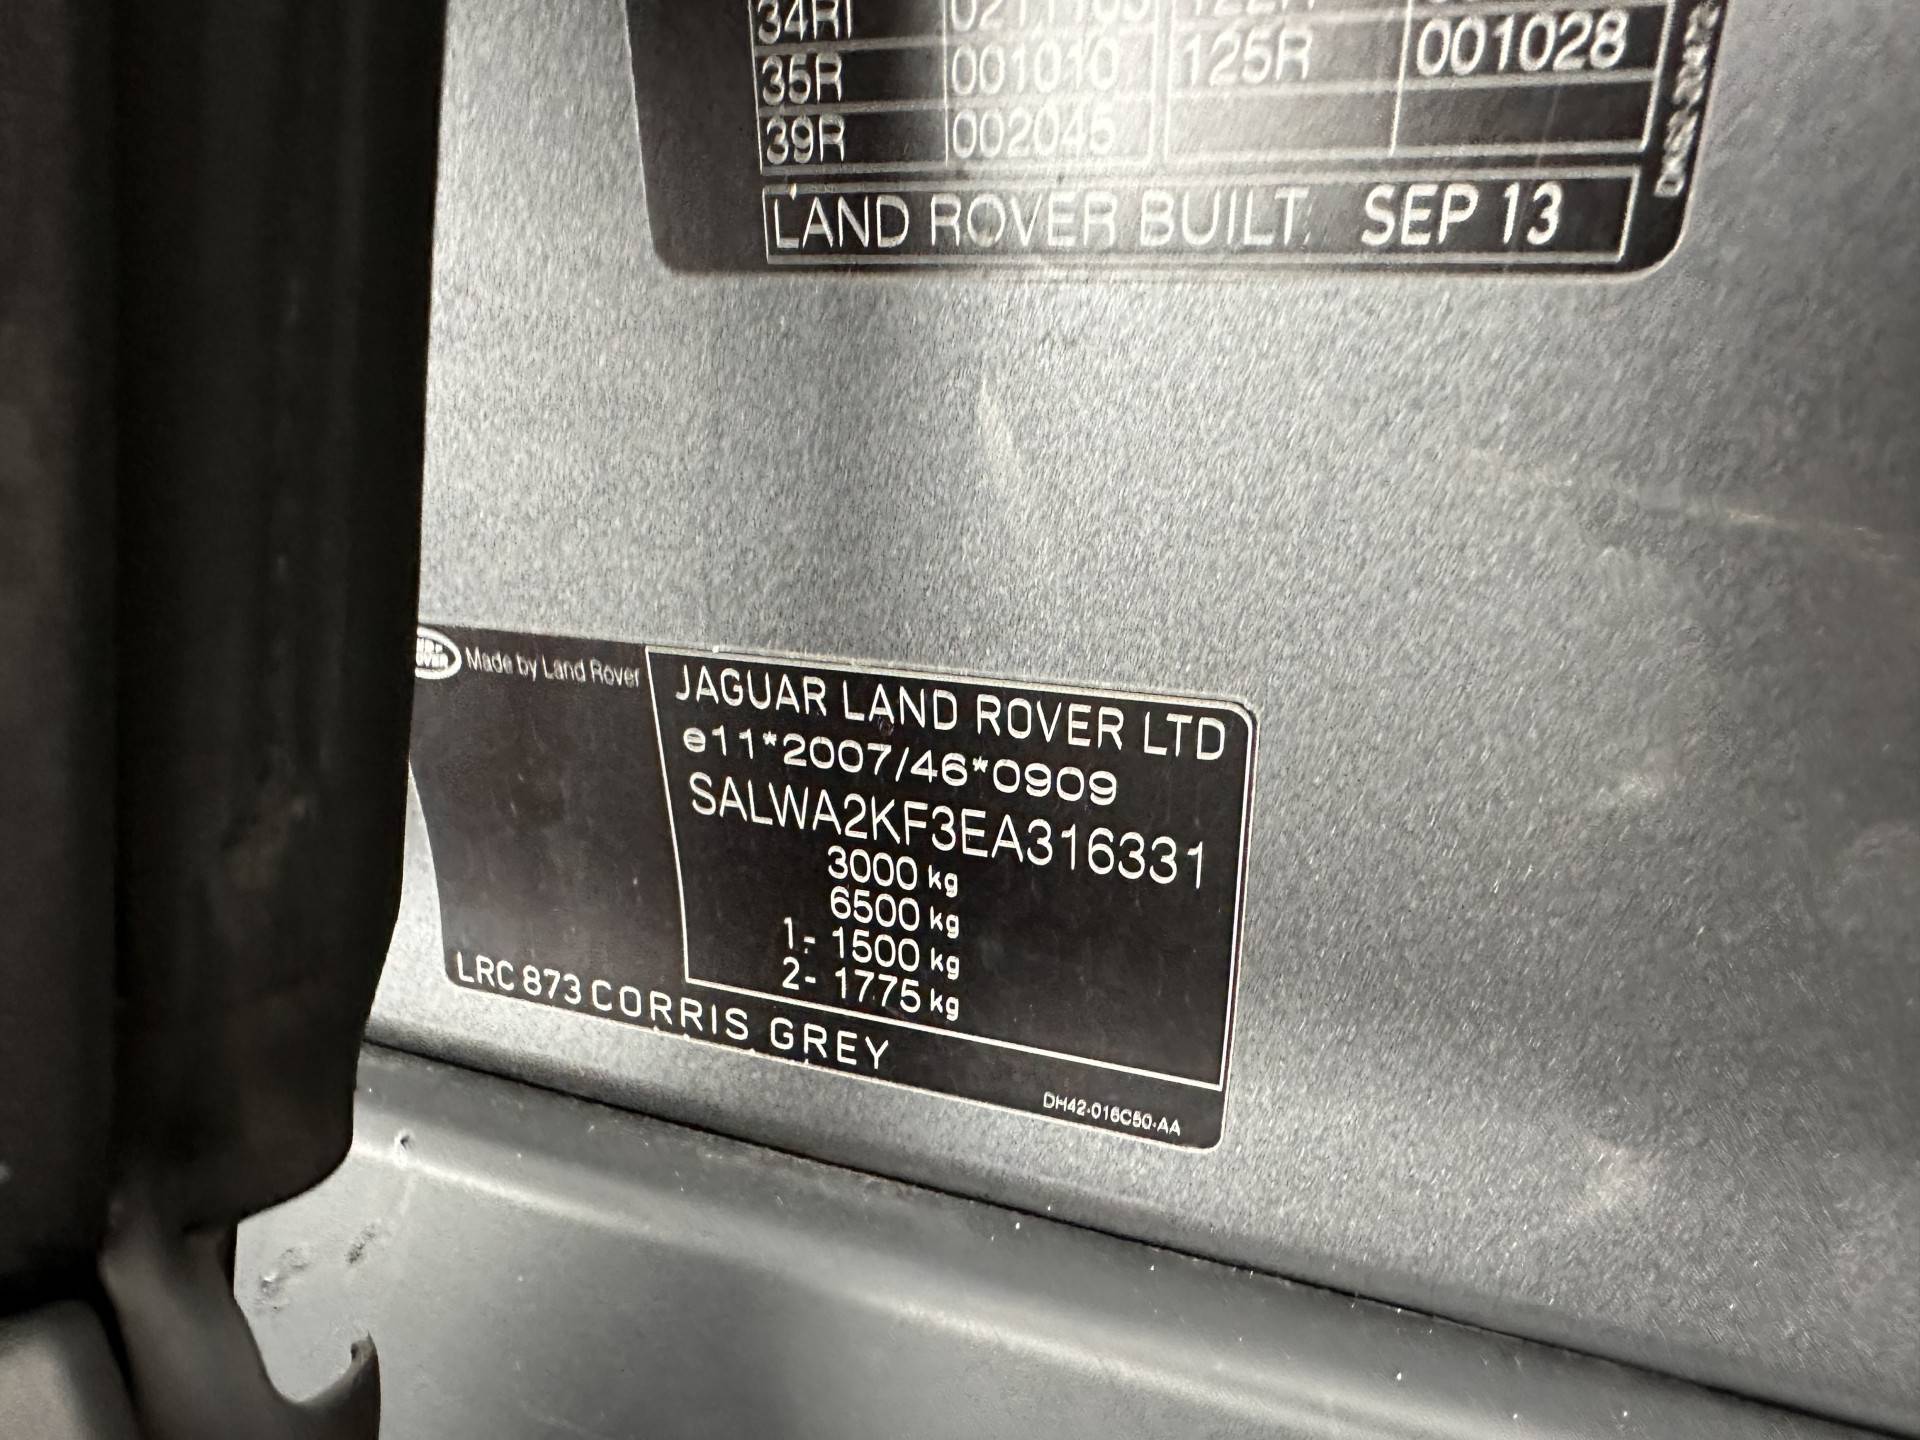 34RI
35R 001010 125R 001028
39R 002045
LAND ROVER BUILT: SEP 13
Made by Land Rover
JAGUAR LAND ROVER LTD
e11*2007/46*0909
SALWA2KF3EA316331
3000 kg
6500 kg
1- 1500 kg
2- 1775 kg
LRC 873 CORRIS GREY
DH42-016C50-AA